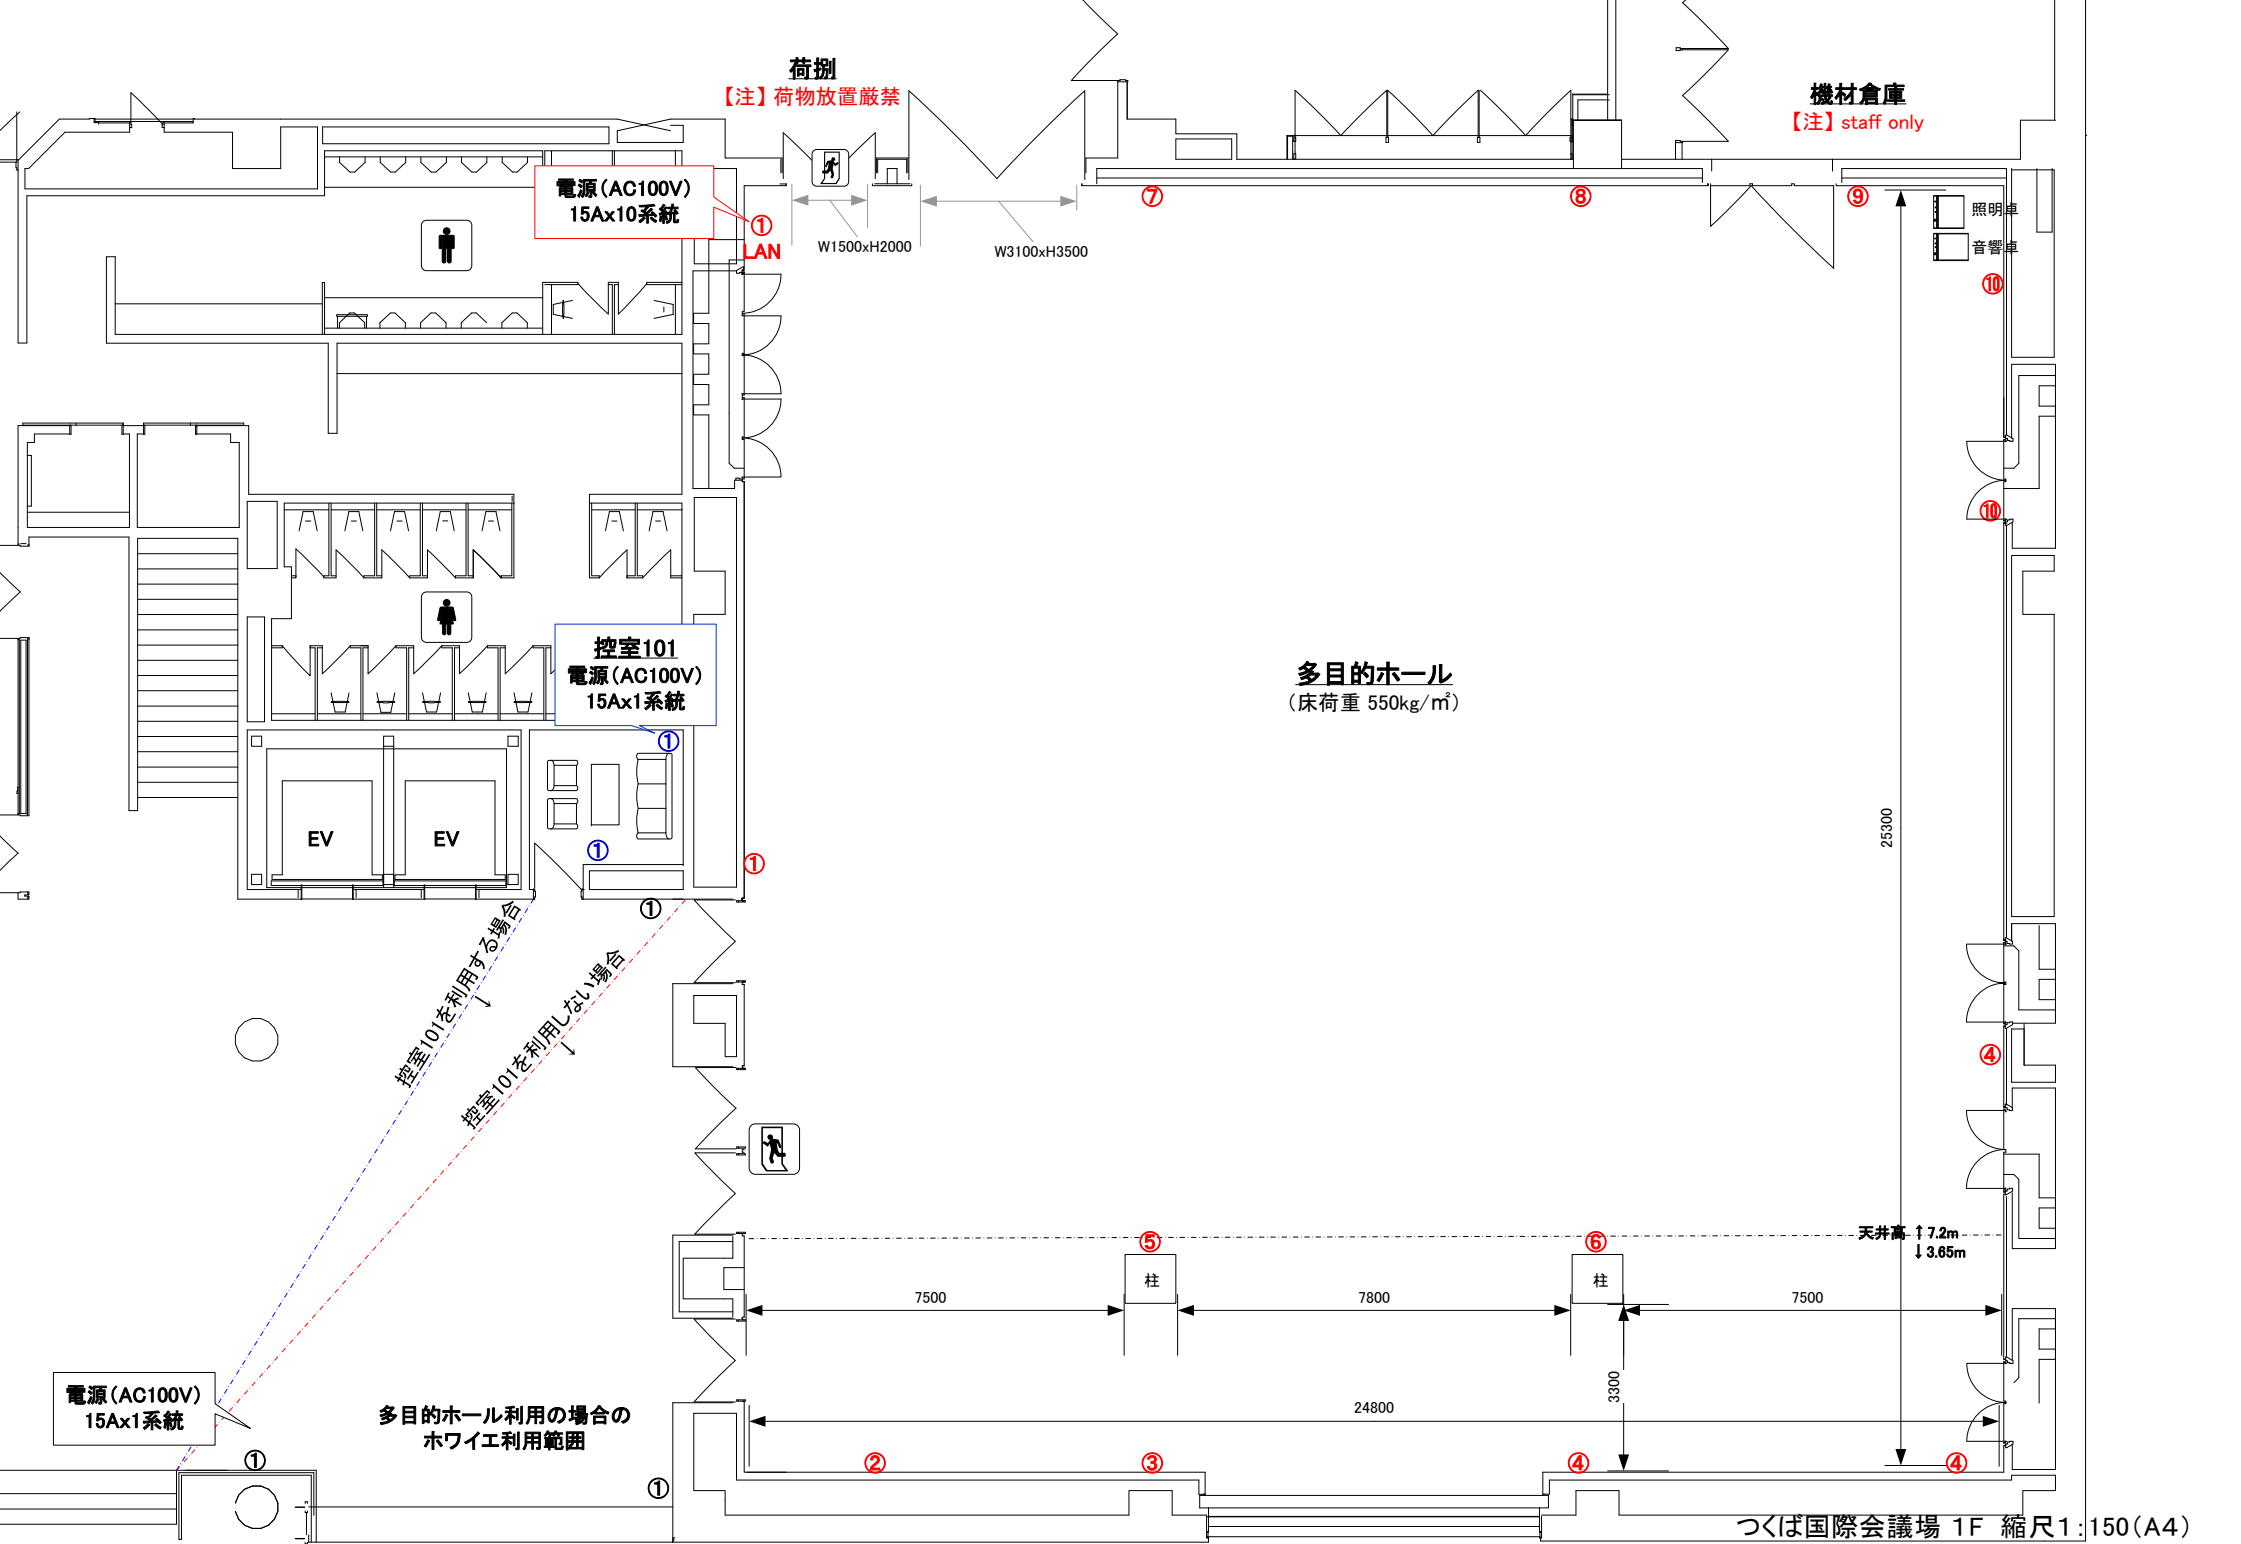 荷捌
【注】荷物放置厳禁
機材倉庫
【注】staff only
電源（AC100V）
15Ax10系統
①
LAN
W1500xH2000
W3100xH3500
⑦
⑧
⑨
照明卓
音響卓
⑩
⑩
控室101
電源（AC100V）
15Ax1系統
①
①
多目的ホール
（床荷重 550kg/㎡）
EV
EV
25300
①
①
控室101を利用する場合
↓
控室101を利用しない場合
↓
④
天井高 ↑7.2m
↓3.65m
⑤
⑥
柱
柱
7500
7800
7500
3300
24800
電源（AC100V）
15Ax1系統
多目的ホール利用の場合の
ホワイエ利用範囲
①
①
②
③
④
④
つくば国際会議場 1F 縮尺1:150(A4)